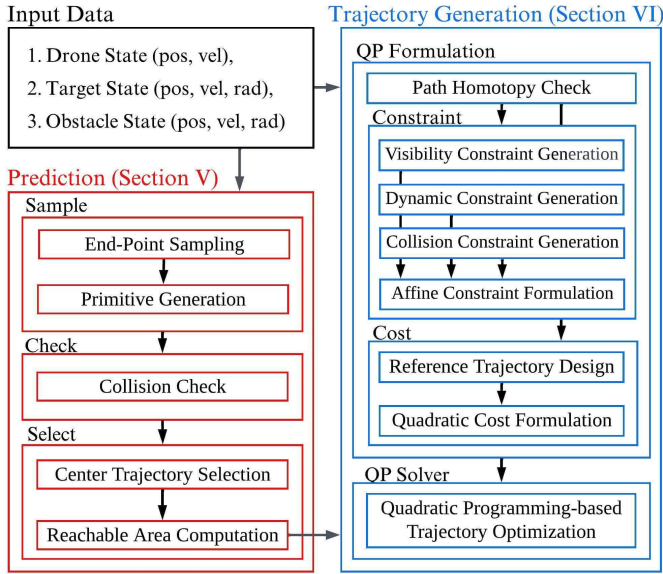 Input Data
1. Drone State (pos, vel),
2. Target State (pos, vel, rad),
3. Obstacle State (pos, vel, rad)
Prediction (Section V)
Sample
End-Point Sampling
Primitive Generation
Check
Collision Check
Select
Center Trajectory Selection
Reachable Area Computation
Trajectory Generation (Section VI)
QP Formulation
Path Homotopy Check
Constraint
Visibility Constraint Generation
Dynamic Constraint Generation
Collision Constraint Generation
Affine Constraint Formulation
Cost
Reference Trajectory Design
Quadratic Cost Formulation
QP Solver
Quadratic Programming-based
Trajectory Optimization